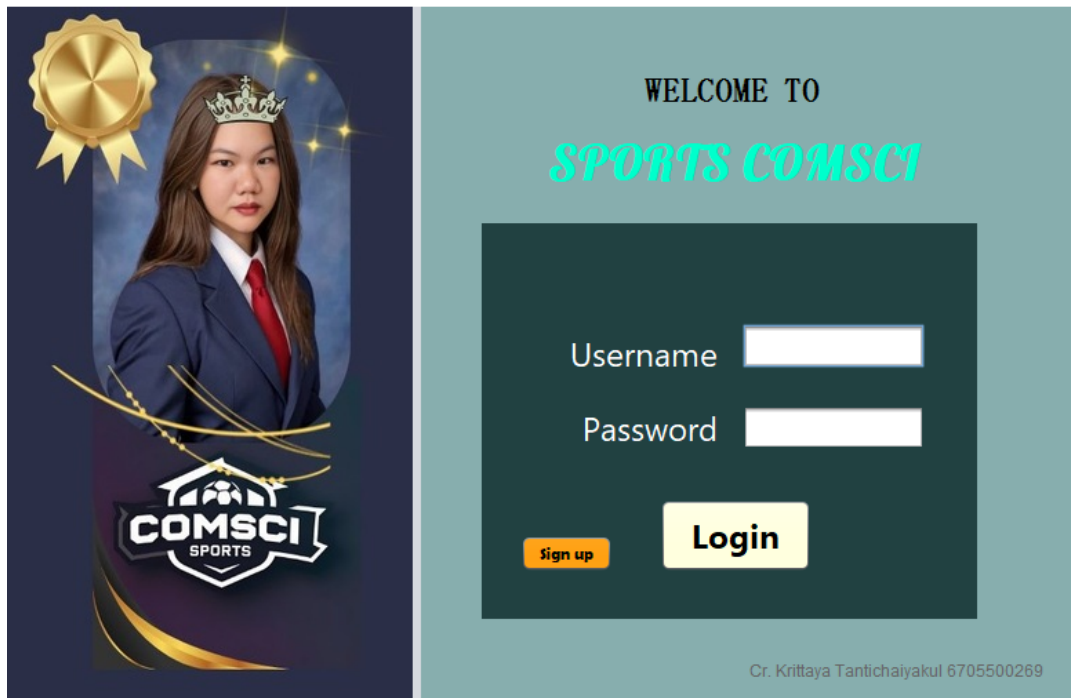 COMSCI
SPORTS
WELCOME TO
SPORTS COMSCI
Username
Password
Login
Sign up
Cr. Krittaya Tantichaiyakul 6705500269